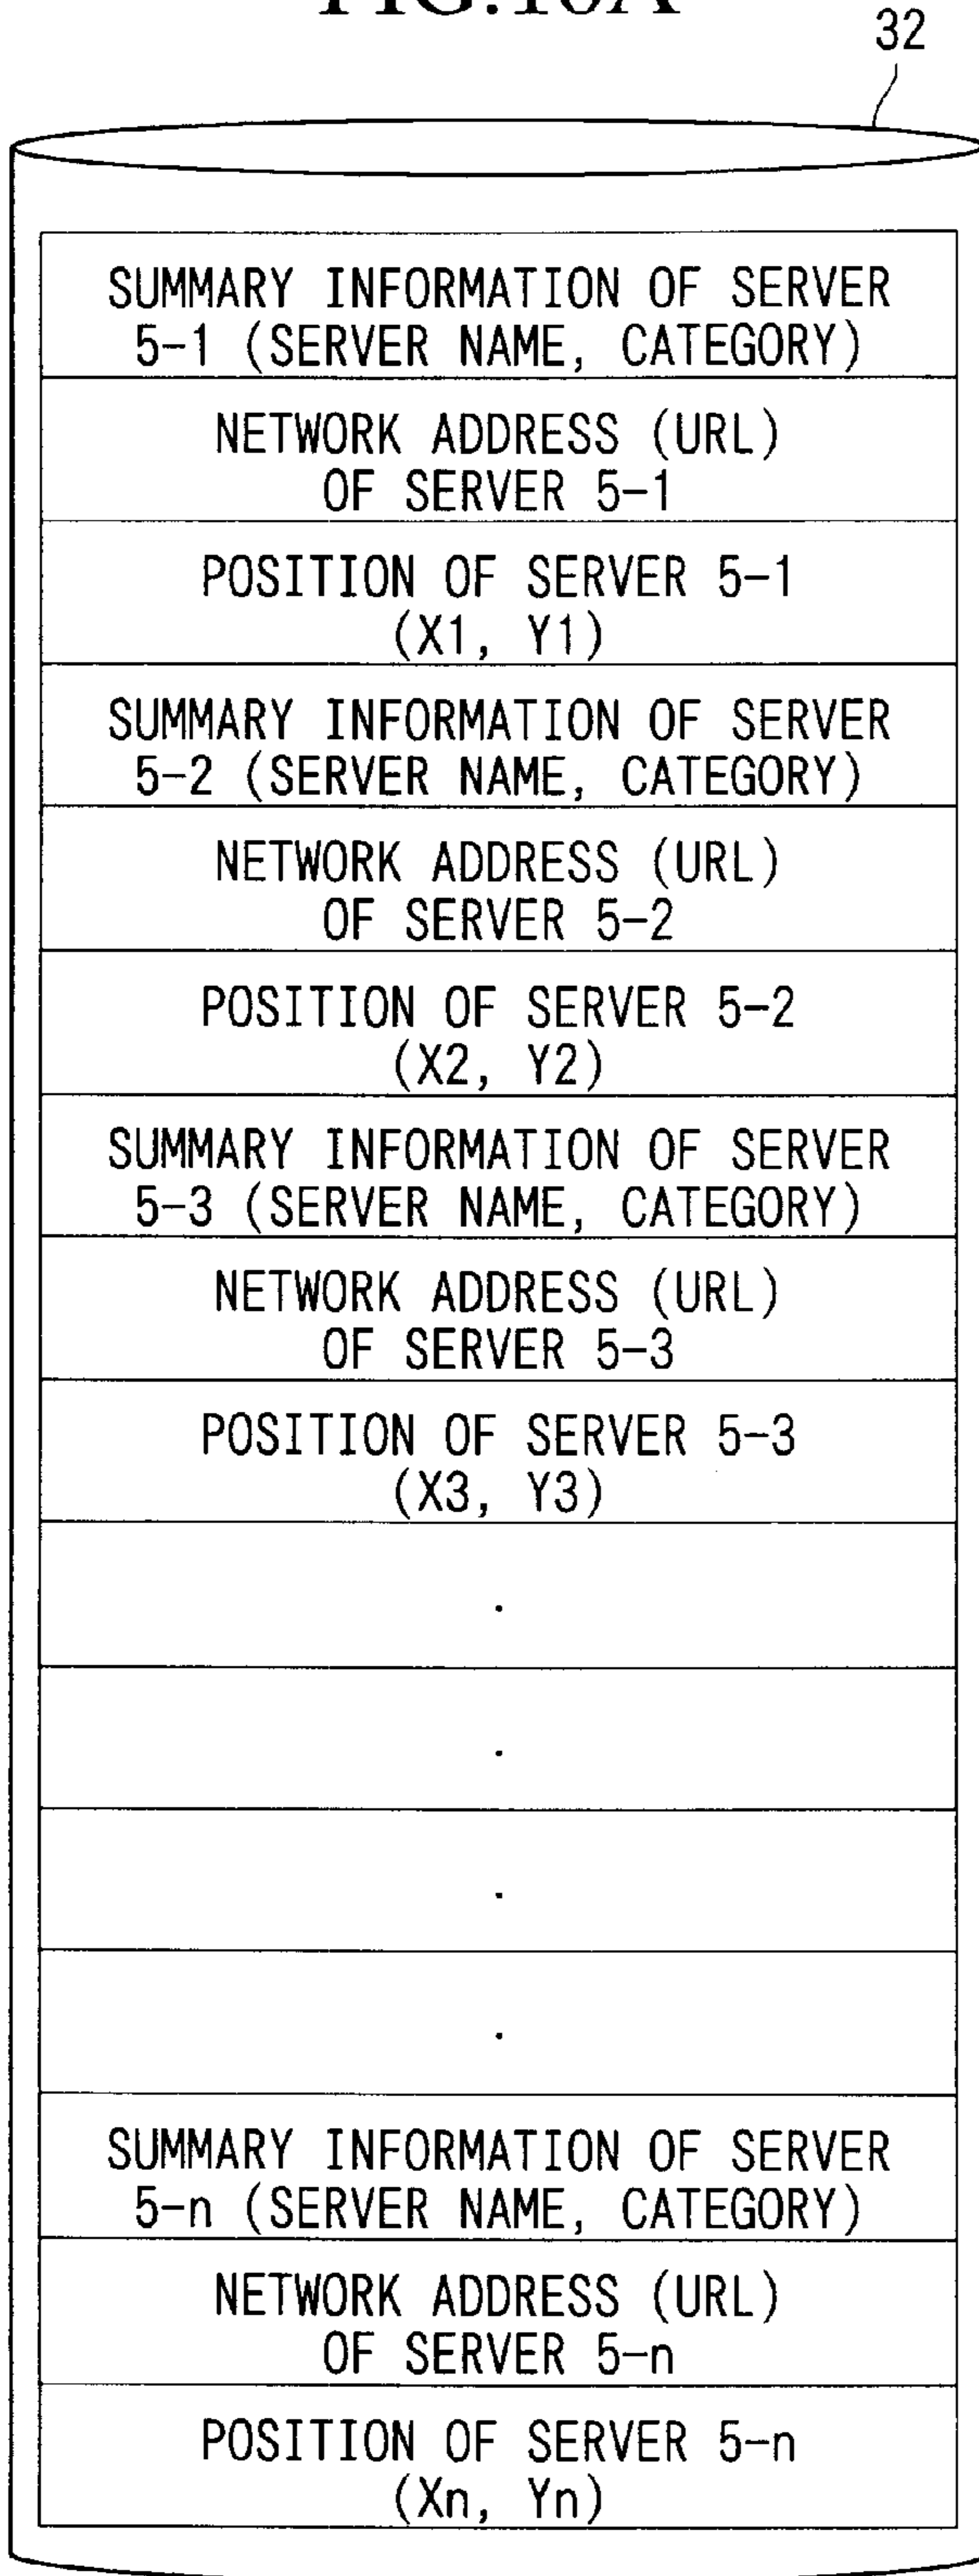 FIG.10A
32
SUMMARY INFORMATION OF SERVER
5-1 (SERVER NAME, CATEGORY)
NETWORK ADDRESS (URL)
OF SERVER 5-1
POSITION OF SERVER 5-1
(X1, Y1)
SUMMARY INFORMATION OF SERVER
5-2 (SERVER NAME, CATEGORY)
NETWORK ADDRESS (URL)
OF SERVER 5-2
POSITION OF SERVER 5-2
(X2, Y2)
SUMMARY INFORMATION OF SERVER
5-3 (SERVER NAME, CATEGORY)
NETWORK ADDRESS (URL)
OF SERVER 5-3
POSITION OF SERVER 5-3
(X3, Y3)
.
.
.
.
SUMMARY INFORMATION OF SERVER
5-n (SERVER NAME, CATEGORY)
NETWORK ADDRESS (URL)
OF SERVER 5-n
POSITION OF SERVER 5-n
(Xn, Yn)